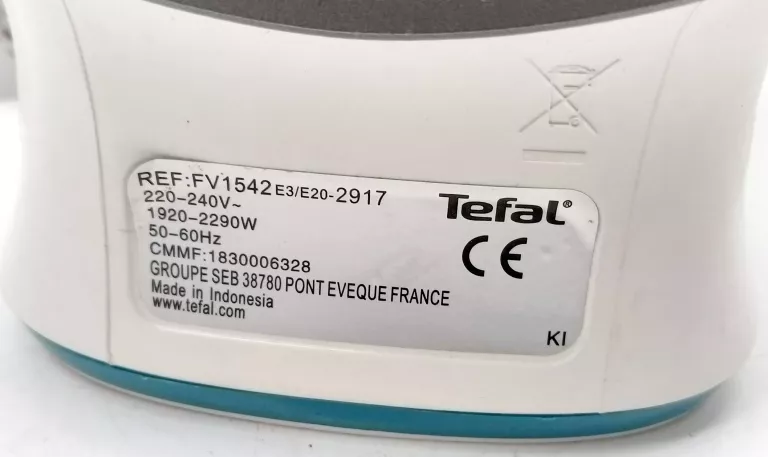 REF:FV1542 E3/E20-2917
220-240V~
1920-2290W
50-60Hz
CMMF:1830006328
GROUPE SEB 38780 PONT EVEQUE FRANCE
Made in Indonesia
www.tefal.com
Tefal®
CE
KI